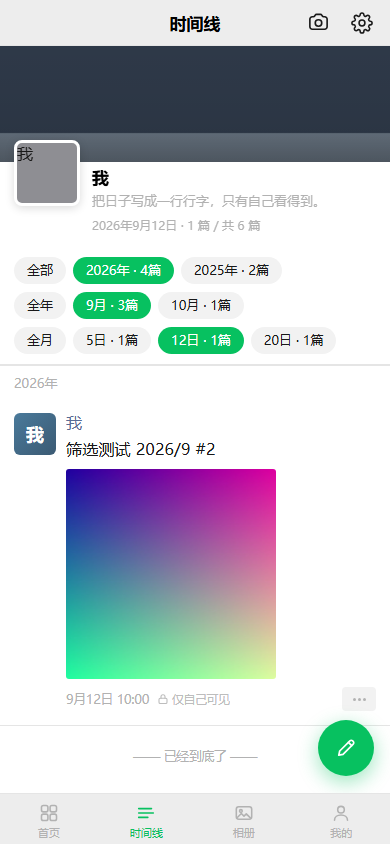 时间线
我
我
把日子写成一行行字，只有自己看得到。
2026年9月12日 · 1 篇 / 共 6 篇
全部 2026年 · 4篇 2025年 · 2篇
全年 9月 · 3篇 10月 · 1篇
全月 5日 · 1篇 12日 · 1篇 20日 · 1篇
2026年
我 我
筛选测试 2026/9 #2
9月12日 10:00 仅自己可见
—— 已经到底了 ——
首页 时间线 相册 我的